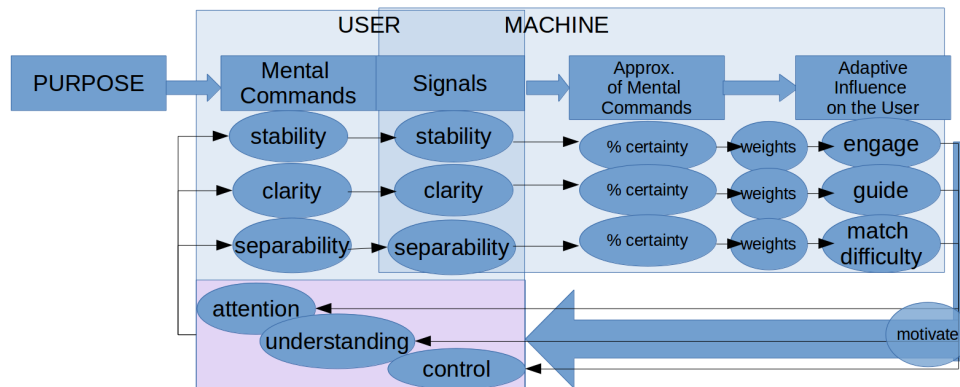 USER MACHINE
PURPOSE
Mental
Commands
Signals
Approx.
of Mental
Commands
Adaptive
Influence
on the User
stability
stability
% certainty
weights
engage
clarity
clarity
% certainty
weights
guide
separability
separability
% certainty
weights
match
difficulty
attention
understanding
control
motivate